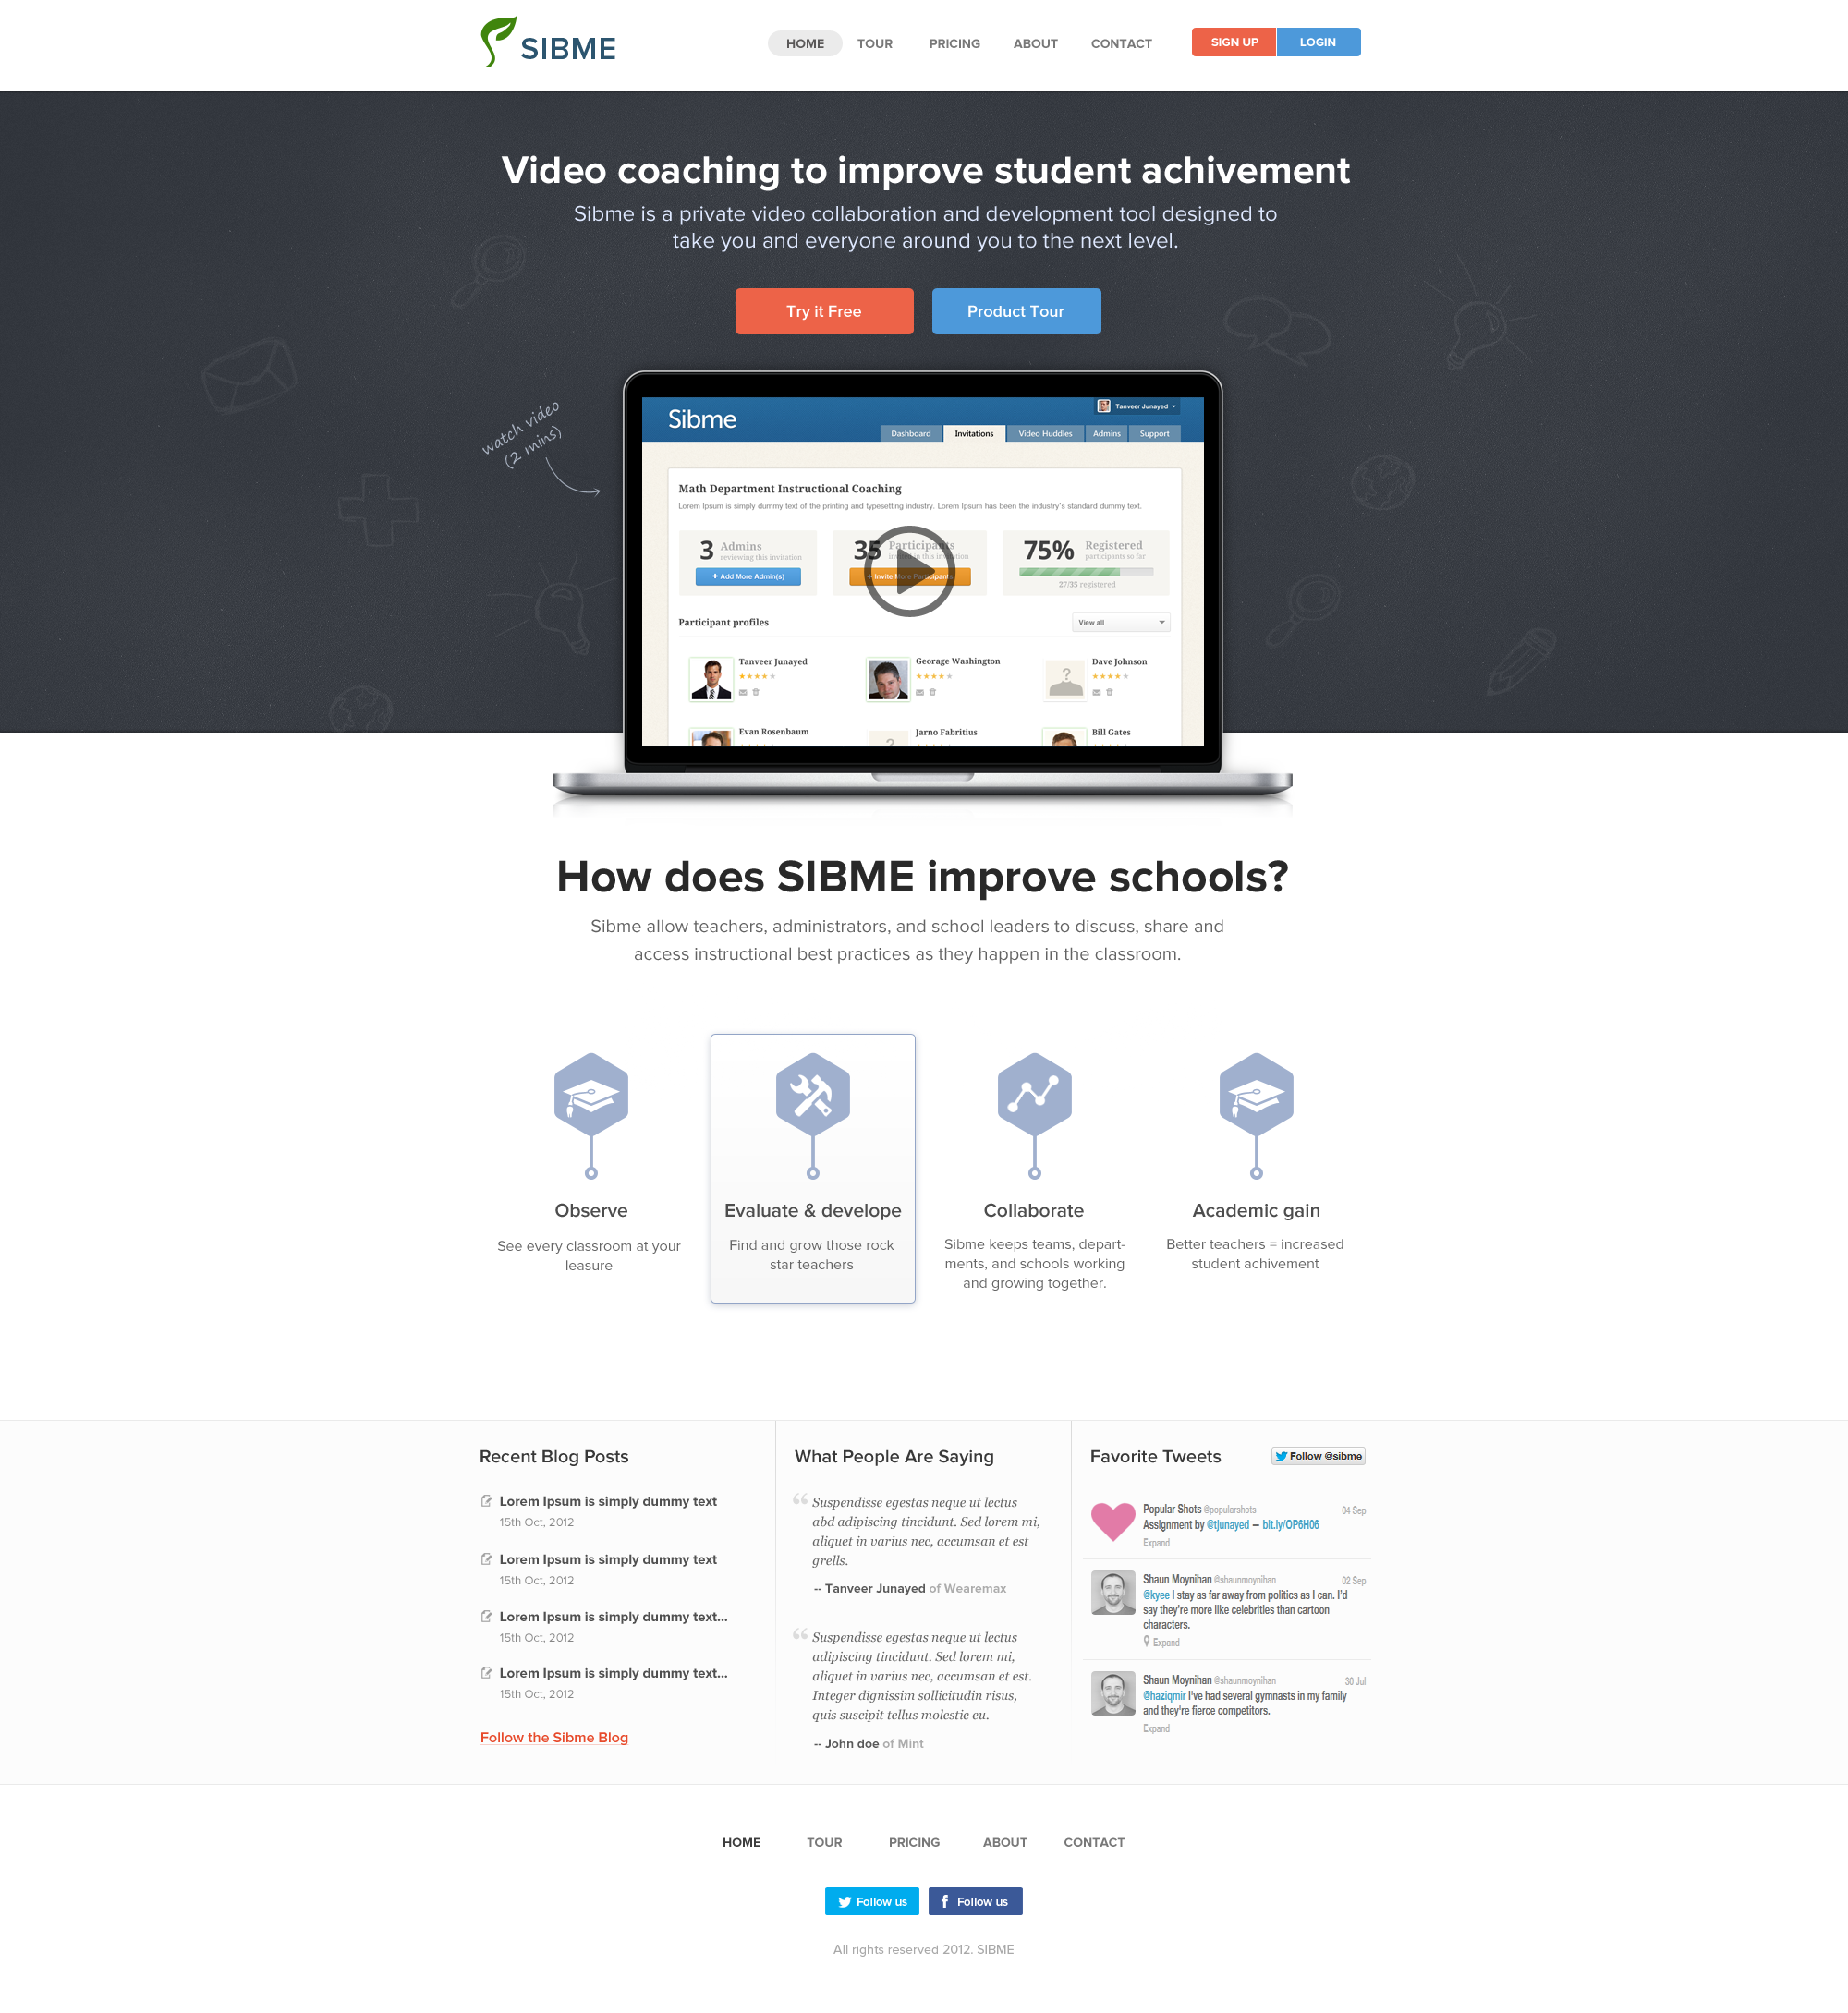 SIBME
HOME TOUR PRICING ABOUT CONTACT SIGN UP LOGIN
Video coaching to improve student achivement
Sibme is a private video collaboration and development tool designed to
take you and everyone around you to the next level.
Try it Free Product Tour
watch video
(2 mins)
Sibme
Tanveer Junayed
Dashboard Invitations Video Huddles Admins Support
Math Department Instructional Coaching
Lorem Ipsum is simply dummy text of the printing and typesetting industry. Lorem Ipsum has been the industry's standard dummy text.
3 Admins
reviewing this invitation
+ Add More Admin(s)
35 Participants
invited in this invitation
+ Invite More Participants
75% Registered
participants so far
27/35 registered
Participant profiles
View all
Tanveer Junayed
Georage Washington
Dave Johnson
?
Evan Rosenbaum
Jarno Fabritius
Bill Gates
?
How does SIBME improve schools?
Sibme allow teachers, administrators, and school leaders to discuss, share and
access instructional best practices as they happen in the classroom.
Observe
See every classroom at your
leasure
Evaluate & develope
Find and grow those rock
star teachers
Collaborate
Sibme keeps teams, depart-
ments, and schools working
and growing together.
Academic gain
Better teachers = increased
student achivement
Recent Blog Posts
Lorem Ipsum is simply dummy text
15th Oct, 2012
Lorem Ipsum is simply dummy text
15th Oct, 2012
Lorem Ipsum is simply dummy text...
15th Oct, 2012
Lorem Ipsum is simply dummy text...
15th Oct, 2012
Follow the Sibme Blog
What People Are Saying
“ Suspendisse egestas neque ut lectus
abd adipiscing tincidunt. Sed lorem mi,
aliquet in varius nec, accumsan et est
grells.
-- Tanveer Junayed of Wearemax
“ Suspendisse egestas neque ut lectus
adipiscing tincidunt. Sed lorem mi,
aliquet in varius nec, accumsan et est.
Integer dignissim sollicitudin risus,
quis suscipit tellus molestie eu.
-- John doe of Mint
Favorite Tweets
Follow @sibme
Popular Shots @popularshots 04 Sep
Assignment by @tjunayed — bit.ly/OP6H06
Expand
Shaun Moynihan @shaunmoynihan 02 Sep
@kyee I stay as far away from politics as I can. I'd
say they're more like celebrities than cartoon
characters.
Expand
Shaun Moynihan @shaunmoynihan 30 Jul
@haziqmir I've had several gymnasts in my family
and they're fierce competitors.
Expand
HOME TOUR PRICING ABOUT CONTACT
Follow us f Follow us
All rights reserved 2012. SIBME